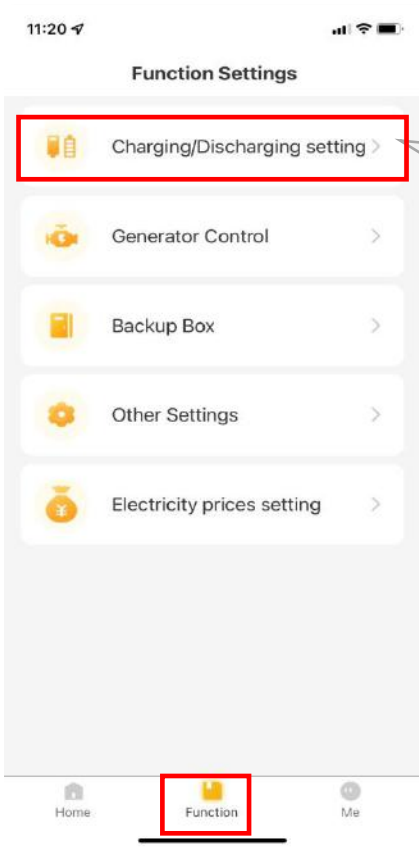 11:20
Function Settings
Charging/Discharging setting
Generator Control
Backup Box
Other Settings
Electricity prices setting
¥
Home
Function
Me